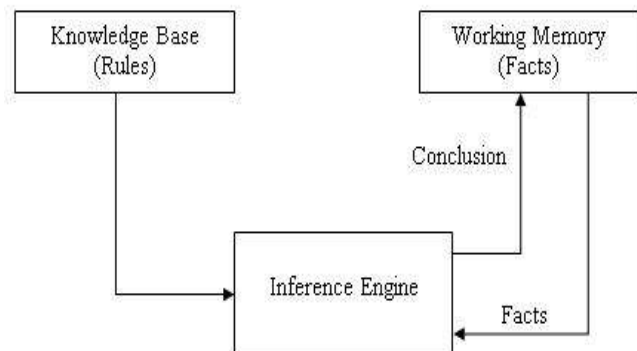 Knowledge Base
(Rules)
Working Memory
(Facts)
Conclusion
Inference Engine
Facts